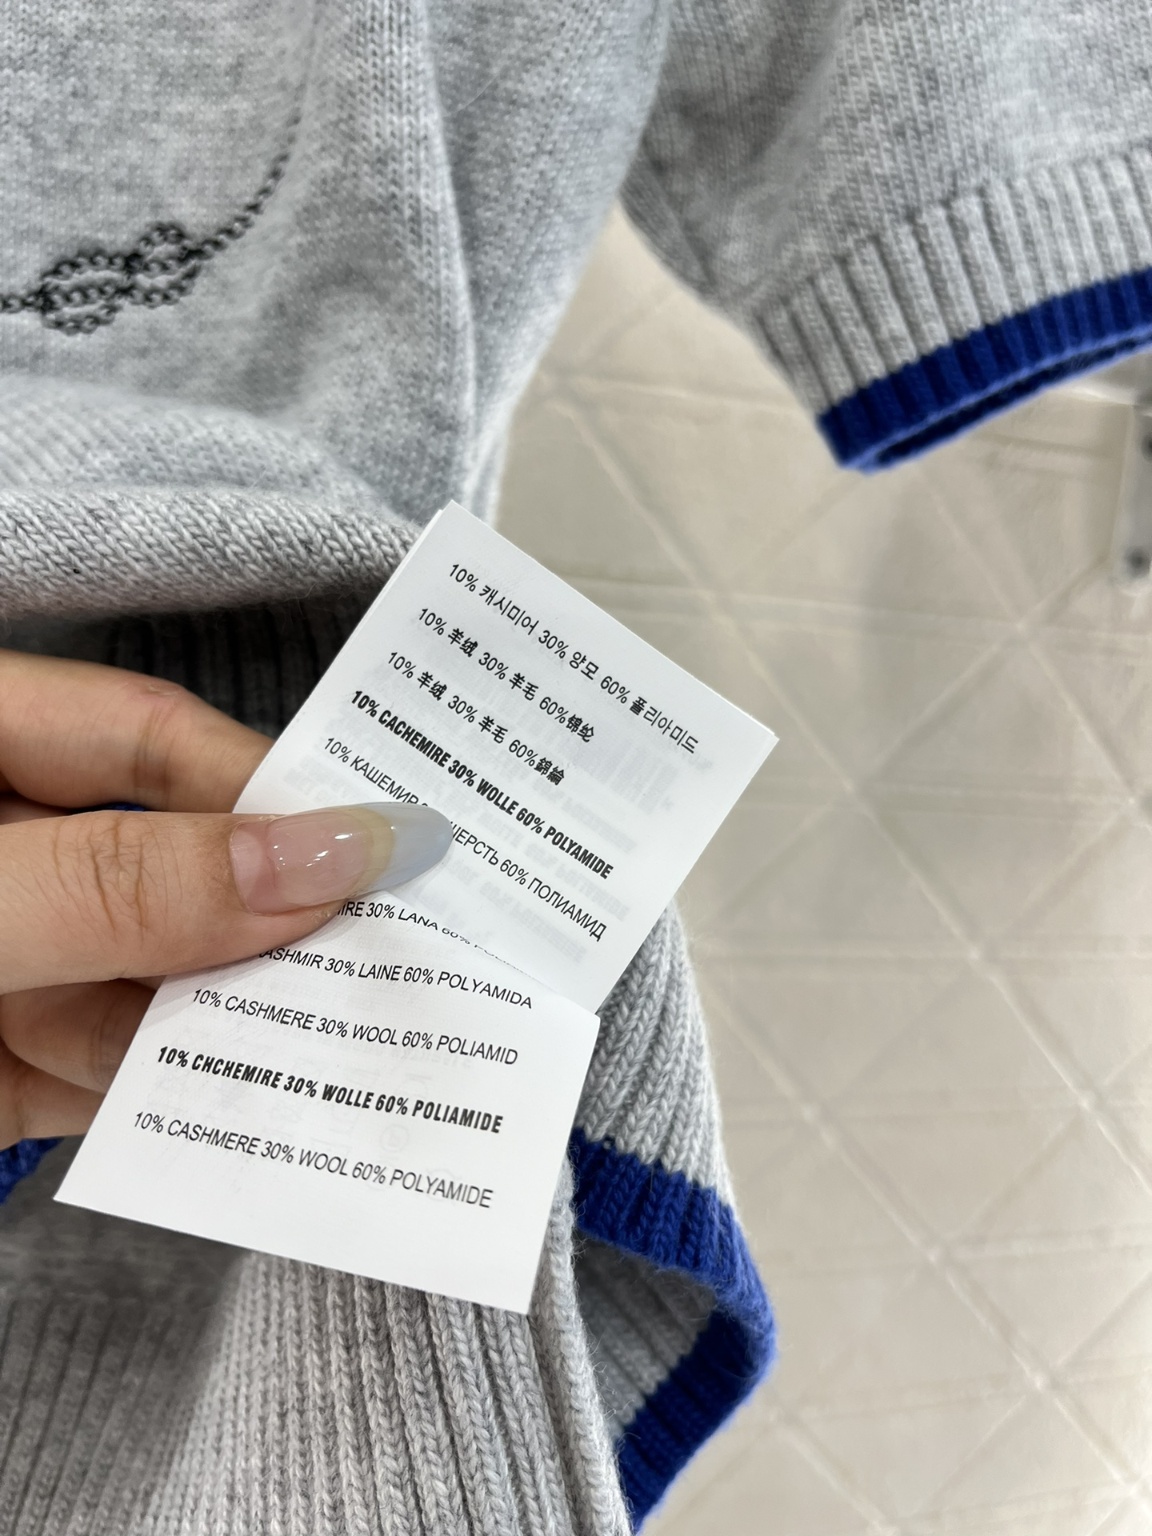 10% 캐시미어 30% 양모 60% 폴리아미드
10% 羊绒 30% 羊毛 60%锦纶
10% 羊绒 30% 羊毛 60%錦綸
10% CACHEMIRE 30% WOLLE 60% POLYAMIDE
10% КАШЕМИР ШЕРСТЬ 60% ПОЛИАМИД
30% LANA 60%
30% LAINE 60% POLYAMIDA
10% CASHMERE 30% WOOL 60% POLIAMID
10% CHCHEMIRE 30% WOLLE 60% POLIAMIDE
10% CASHMERE 30% WOOL 60% POLYAMIDE